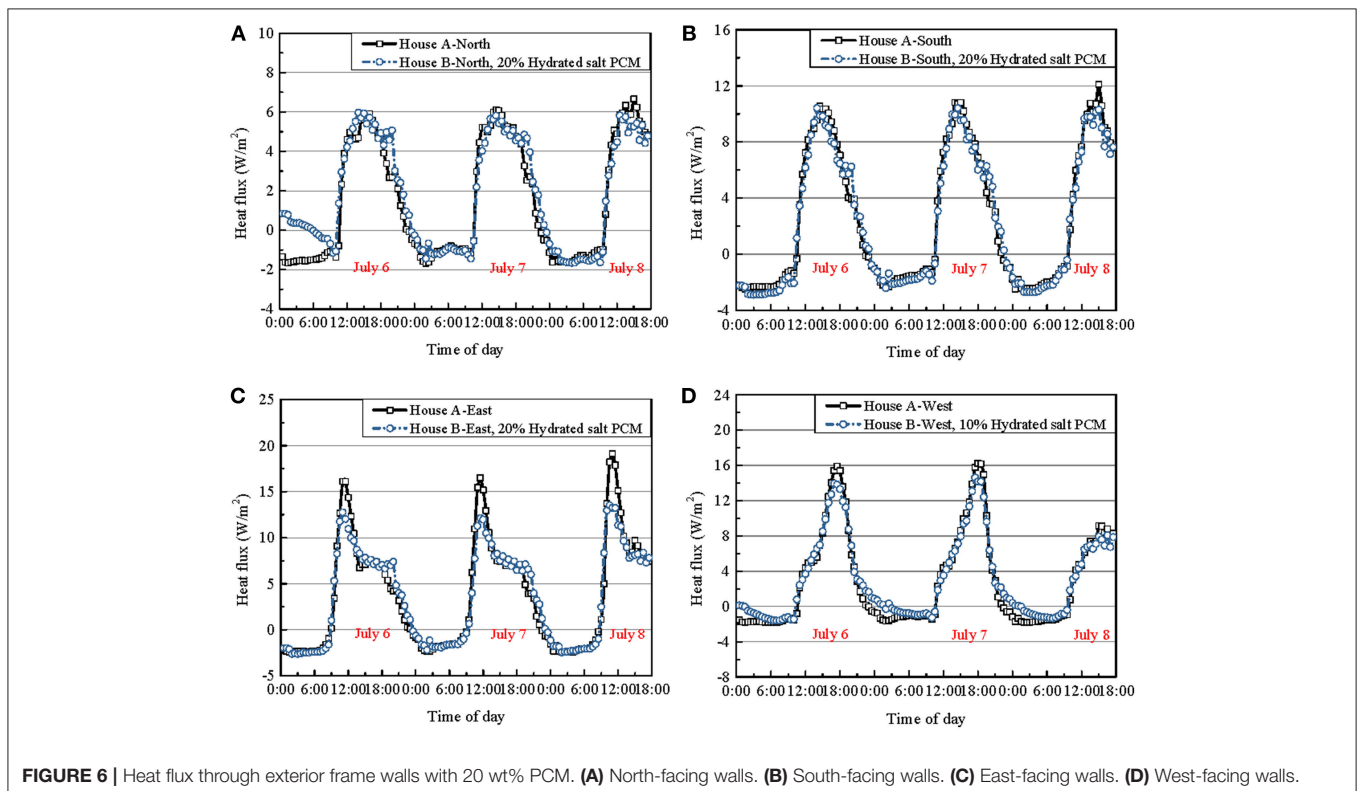 A
House A-North
House B-North, 20% Hydrated salt PCM
Heat flux (W/m²)
10
8
6
4
2
0
-2
-4
July 6
July 7
July 8
0:00 6:00 12:00 18:00 0:00 6:00 12:00 18:00 0:00 6:00 12:00 18:00
Time of day
B
House A-South
House B-South, 20% Hydrated salt PCM
Heat flux (W/m²)
16
12
8
4
0
-4
July 6
July 7
July 8
0:00 6:00 12:00 18:00 0:00 6:00 12:00 18:00 0:00 6:00 12:00 18:00
Time of day
C
House A-East
House B-East, 20% Hydrated salt PCM
Heat flux (W/m²)
25
20
15
10
5
0
-5
July 6
July 7
July 8
0:00 6:00 12:00 18:00 0:00 6:00 12:00 18:00 0:00 6:00 12:00 18:00
Time of day
D
House A-West
House B-West, 10% Hydrated salt PCM
Heat flux (W/m²)
24
20
16
12
8
4
0
-4
-8
July 6
July 7
July 8
0:00 6:00 12:00 18:00 0:00 6:00 12:00 18:00 0:00 6:00 12:00 18:00
Time of day
FIGURE 6 | Heat flux through exterior frame walls with 20 wt% PCM. (A) North-facing walls. (B) South-facing walls. (C) East-facing walls. (D) West-facing walls.